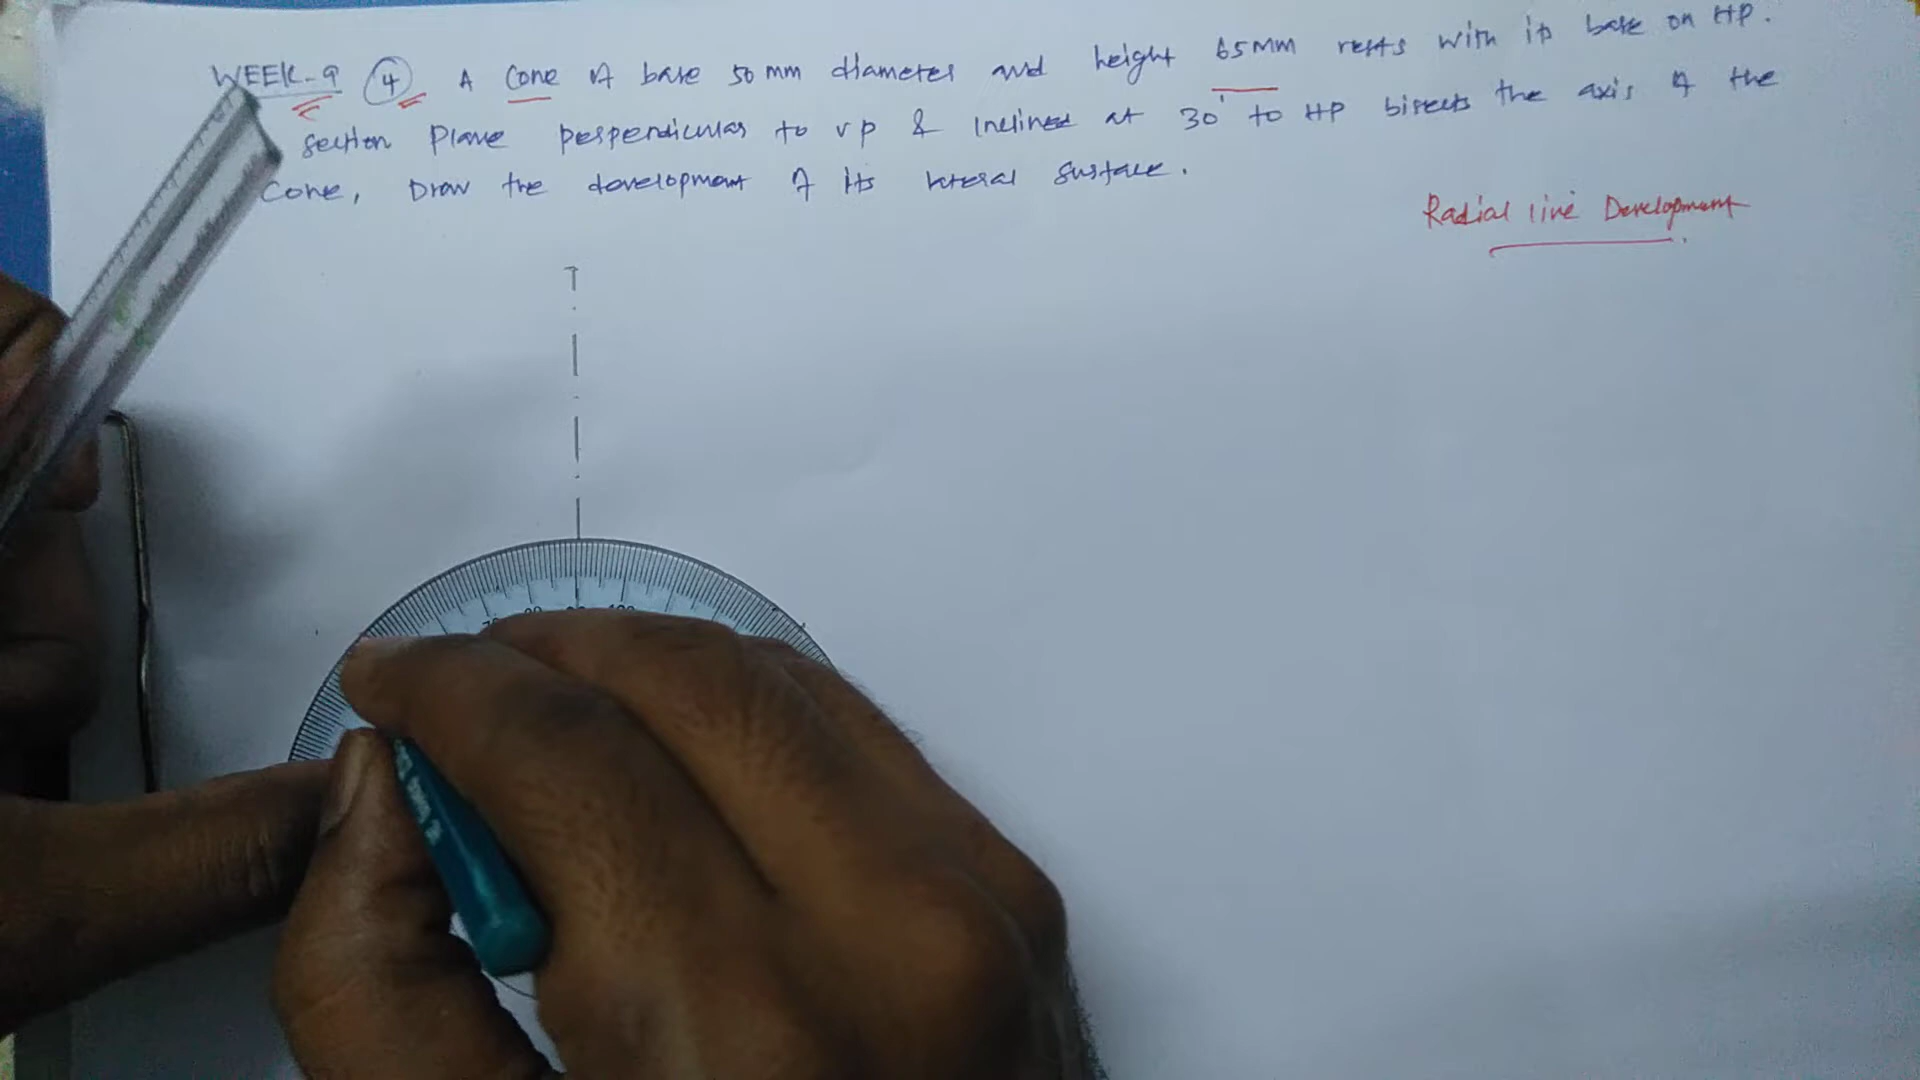 WEEK-9 4 A Cone of base 50 mm diameter and height 65MM rests with its base on HP.
section Plane perpendicular to VP & Inclined at 30° to HP bisects the axis of the
Cone, Draw the development of its lateral surface.
Radial line Development